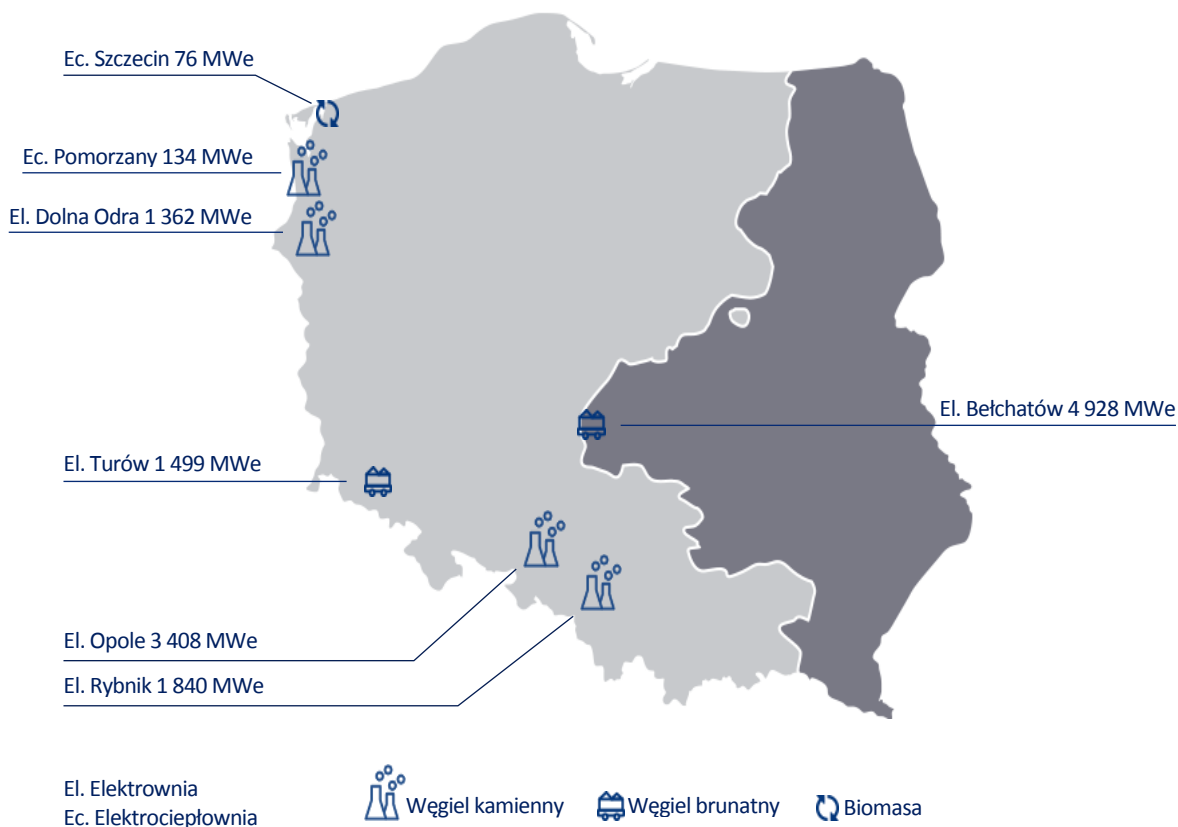 Ec. Szczecin 76 MWe
Ec. Pomorzany 134 MWe
El. Dolna Odra 1 362 MWe
El. Bełchatów 4 928 MWe
El. Turów 1 499 MWe
El. Opole 3 408 MWe
El. Rybnik 1 840 MWe
El. Elektrownia
Ec. Elektrociepłownia
Węgiel kamienny
Węgiel brunatny
Biomasa